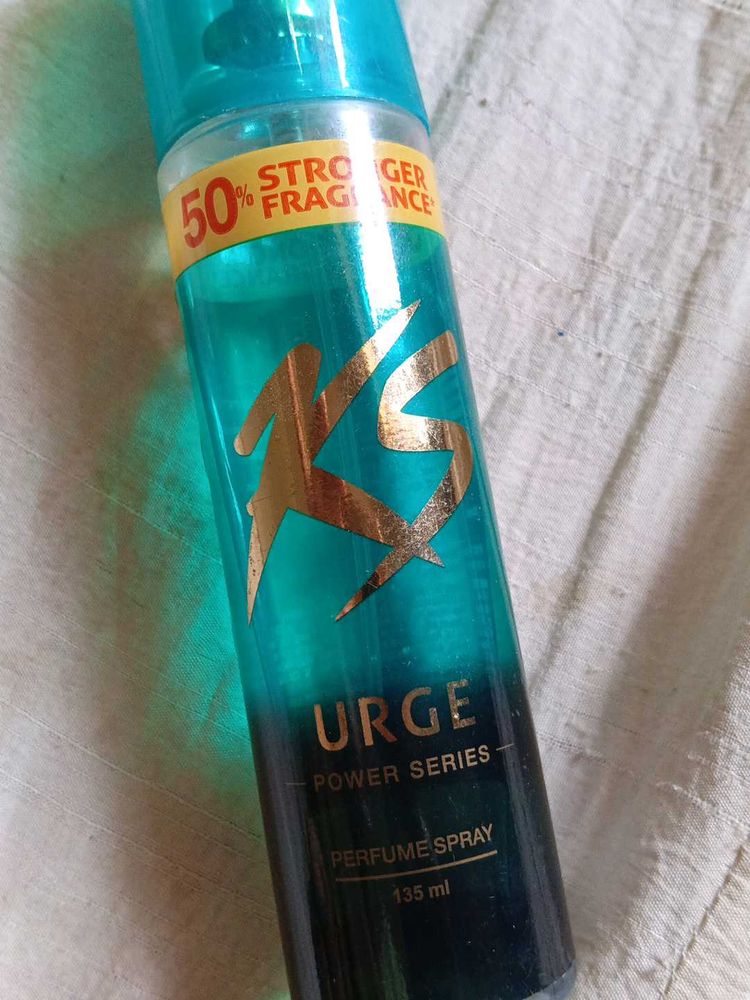 50% STRONGER
FRAGRANCE*
KS
URGE
POWER SERIES
PERFUME SPRAY
135 ml